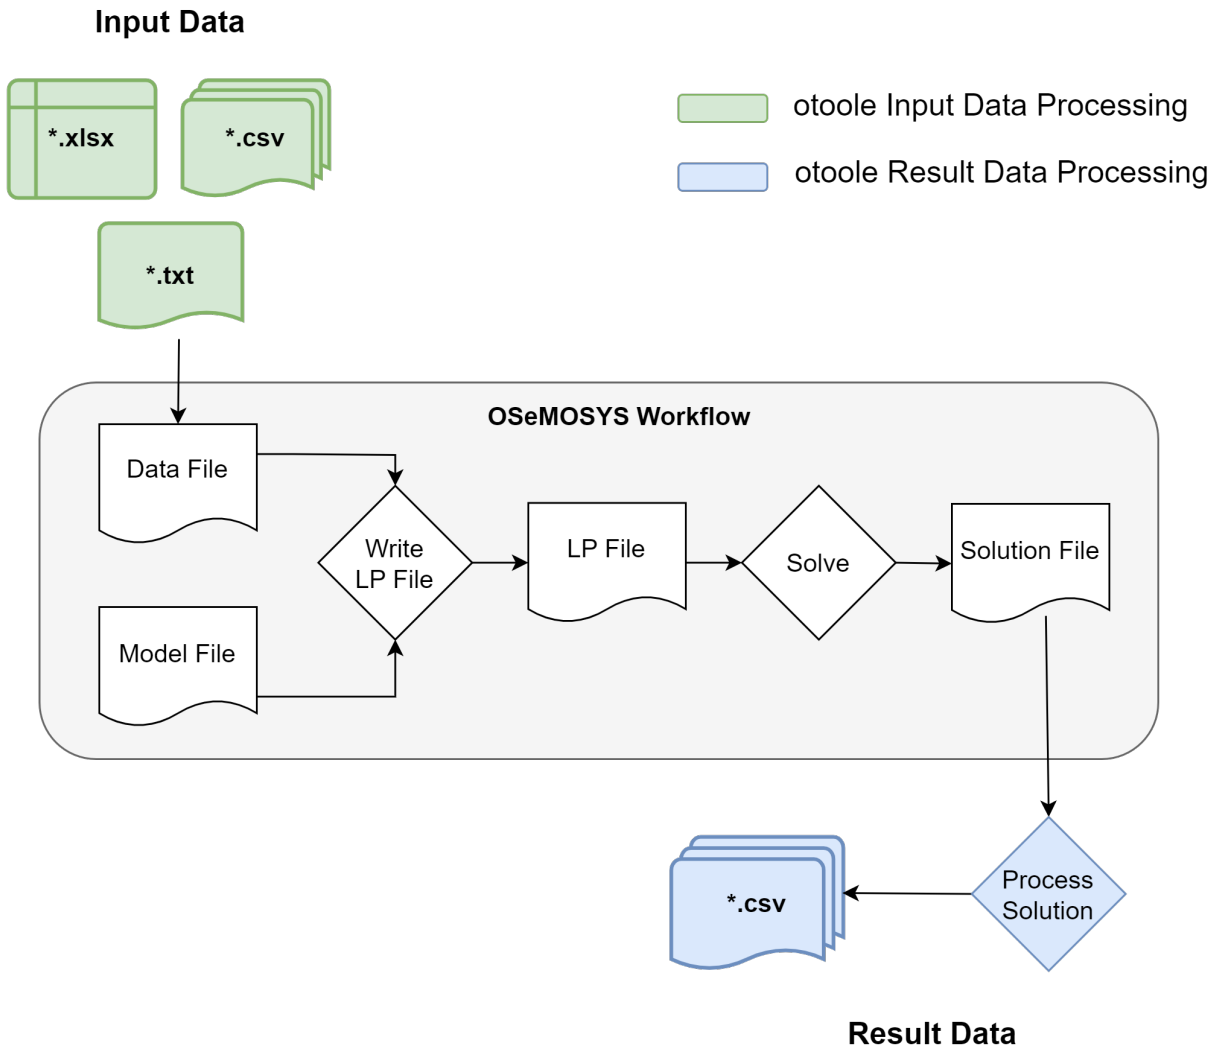 Input Data
*.xlsx
*.csv
otoole Input Data Processing
otoole Result Data Processing
*.txt
OSeMOSYS Workflow
Data File
Write
LP File
LP File
Solve
Solution File
Model File
Process
Solution
*.csv
Result Data